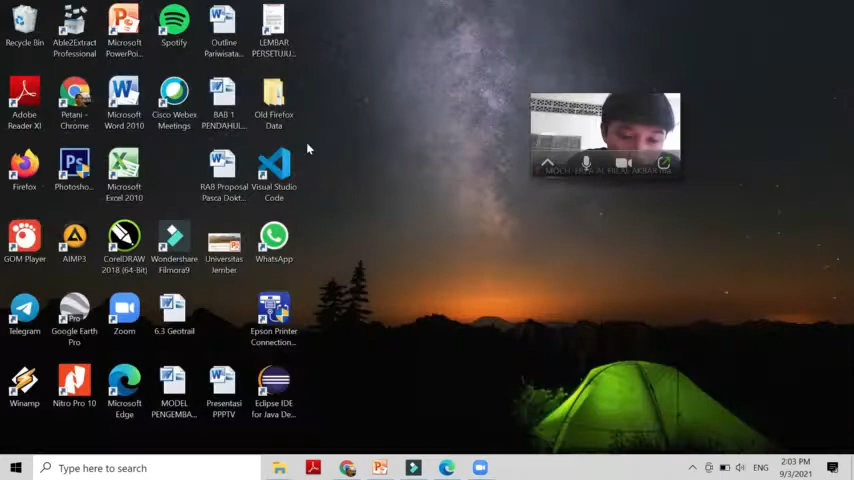 Recycle Bin
Able2Extract
Professional
Microsoft
PowerPoi...
Spotify
Outline
Pariwisata...
LEMBAR
PERSETUJU...
Adobe
Reader XI
Petani -
Chrome
Microsoft
Word 2010
Cisco Webex
Meetings
BAB 1
PENDAHUL...
Old Firefox
Data
Firefox
Photosho...
Microsoft
Excel 2010
RAB Proposal
Pasca Dokt...
Visual Studio
Code
GOM Player
AIMP3
CorelDRAW
2018 (64-Bit)
Wondershare
Filmora9
Universitas
Jember
WhatsApp
Telegram
Google Earth
Pro
Zoom
6.3 Geotrail
Epson Printer
Connection...
Winamp
Nitro Pro 10
Microsoft
Edge
MODEL
PENGEMBA...
Presentasi
PPPTV
Eclipse IDE
for Java De...
AL AKBAR
Type here to search
ENG
2:03 PM
9/3/2021